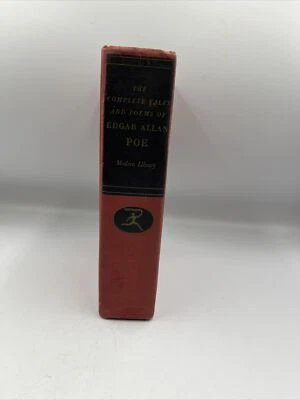 THE
COMPLETE TALES
AND POEMS OF
EDGAR ALLAN
POE
Modern Library